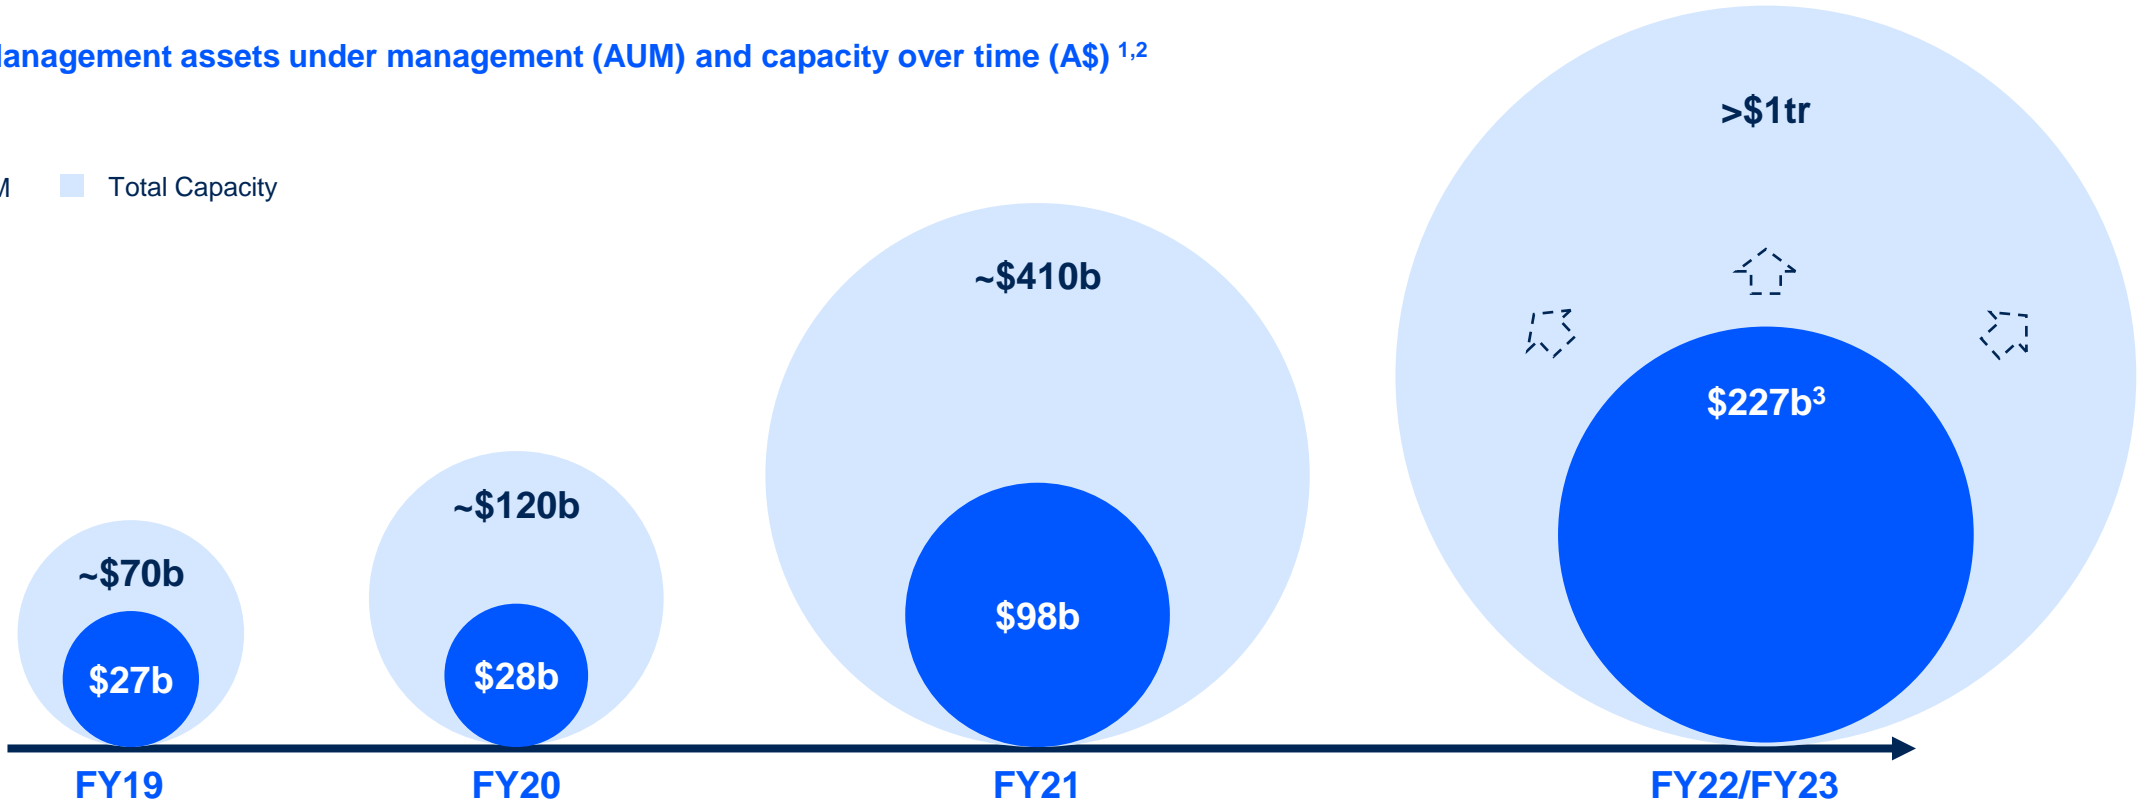 anagement assets under management (AUM) and capacity over time (A$) 1,2
Total Capacity
>$1tr
~$410b
~$120b
~$70b
$227b3
$98b
$28b
$27b
FY19 FY20 FY21 FY22/FY23